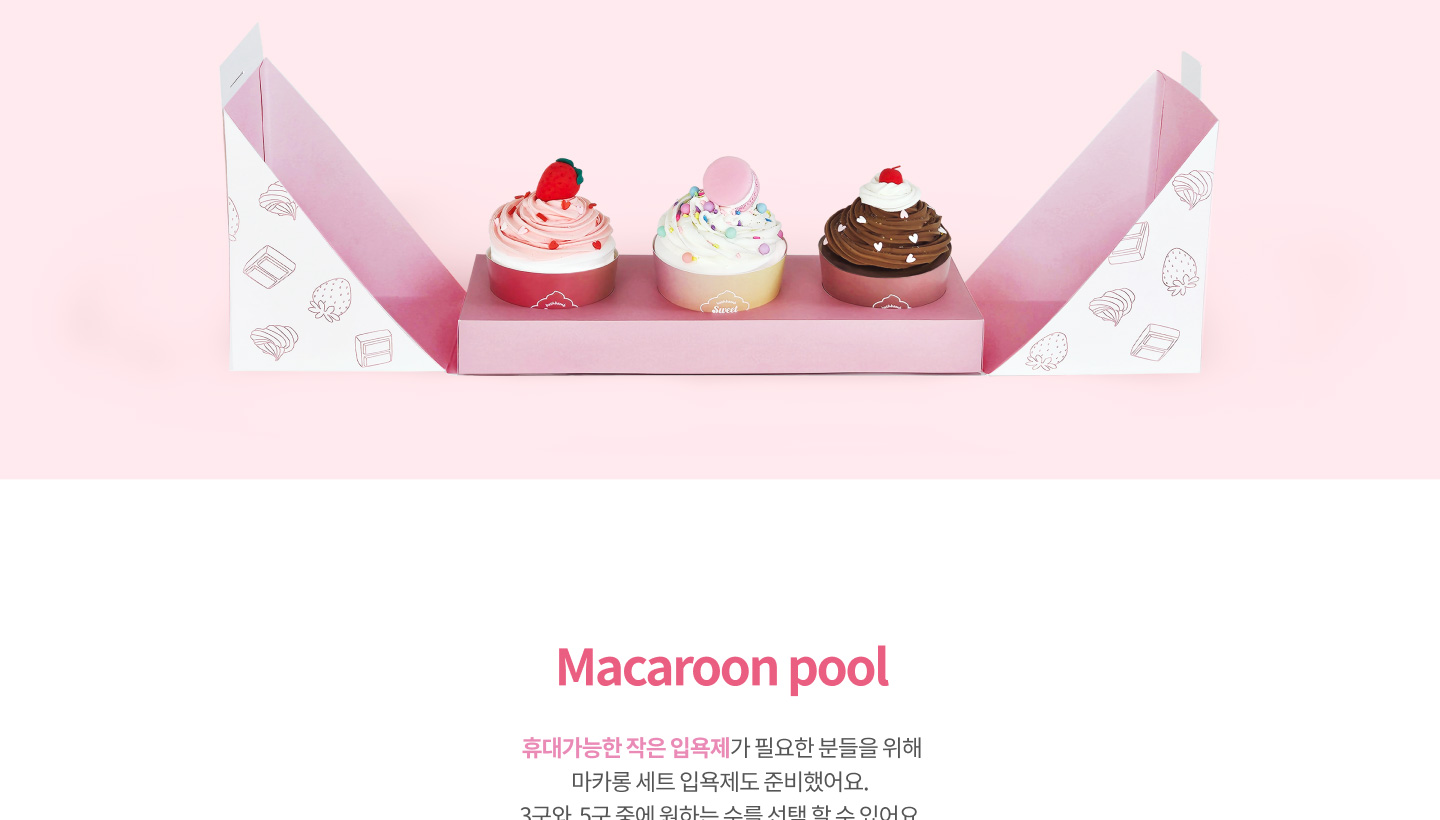 Sweet
Macaroon pool
휴대가능한 작은 입욕제가 필요한 분들을 위해
마카롱 세트 입욕제도 준비했어요.
3구와, 5구 중에 원하는 수를 선택 할 수 있어요